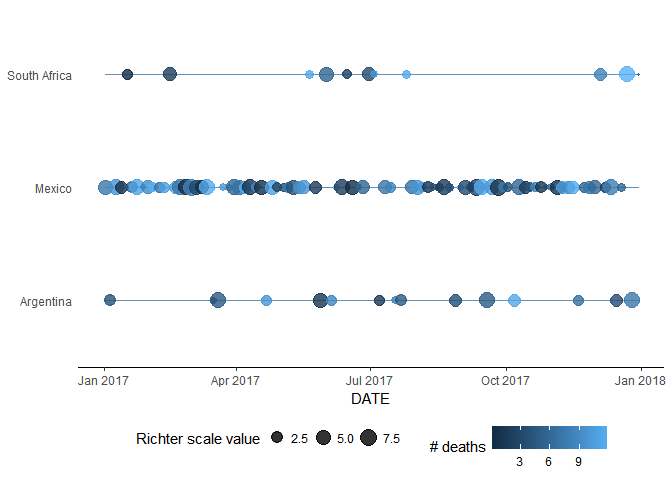 South Africa
Mexico
Argentina
Jan 2017 Apr 2017 Jul 2017 Oct 2017 Jan 2018
DATE
Richter scale value 2.5 5.0 7.5
# deaths
3 6 9